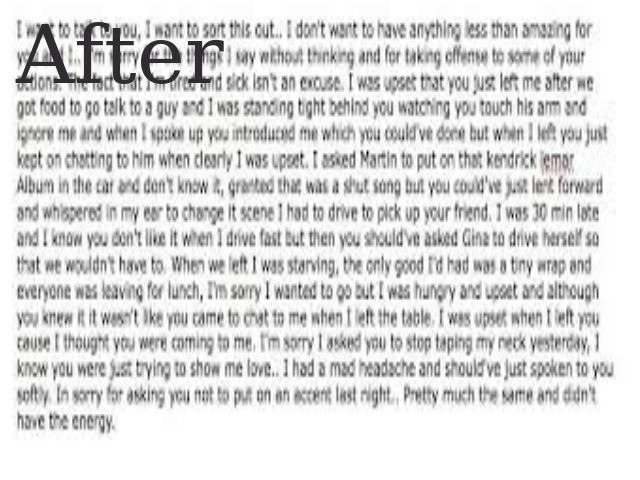 After
I want to talk to you, I want to sort this out.. I don't want to have anything less than amazing for
you and I.. I'm sorry for the things I say without thinking and for taking offense to some of your
actions. The fact that I'm tired and sick isn't an excuse. I was upset that you just left me after we
got food to go talk to a guy and I was standing tight behind you watching you touch his arm and
ignore me and when I spoke up you introduced me which you could've done but when I left you just
kept on chatting to him when clearly I was upset. I asked Martin to put on that kendrick lemar
Album in the car and don't know it, granted that was a shut song but you could've just lent forward
and whispered in my ear to change it scene I had to drive to pick up your friend. I was 30 min late
and I know you don't like it when I drive fast but then you should've asked Gina to drive herself so
that we wouldn't have to. When we left I was starving, the only good I'd had was a tiny wrap and
everyone was leaving for lunch, I'm sorry I wanted to go but I was hungry and upset and although
you knew it it wasn't like you came to chat to me when I left the table. I was upset when I left you
cause I thought you were coming to me. I'm sorry I asked you to stop taping my neck yesterday, I
know you were just trying to show me love.. I had a mad headache and should've just spoken to you
softly. In sorry for asking you not to put on an accent last night.. Pretty much the same and didn't
have the energy.